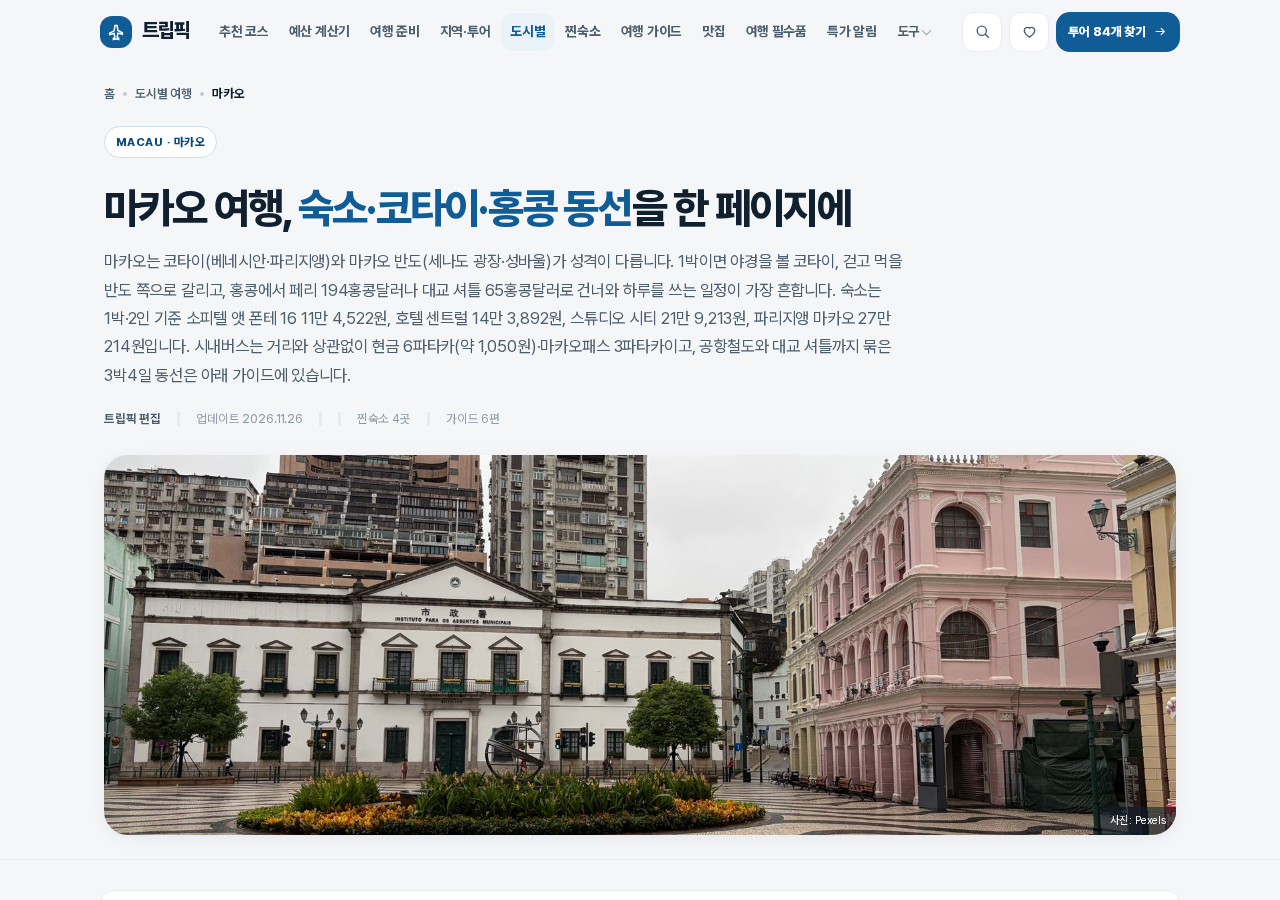 트립픽
추천 코스
예산 계산기
여행 준비
지역·투어
도시별
찐숙소
여행 가이드
맛집
여행 필수품
특가 알림
도구
투어 84개 찾기
홈 • 도시별 여행 • 마카오
MACAU · 마카오
마카오 여행, 숙소·코타이·홍콩 동선을 한 페이지에
마카오는 코타이(베네시안·파리지앵)와 마카오 반도(세나도 광장·성바울)가 성격이 다릅니다. 1박이면 야경을 볼 코타이, 걷고 먹을
반도 쪽으로 갈리고, 홍콩에서 페리 194홍콩달러나 대교 셔틀 65홍콩달러로 건너와 하루를 쓰는 일정이 가장 흔합니다. 숙소는
1박·2인 기준 소피텔 앳 폰테 16 11만 4,522원, 호텔 센트럴 14만 3,892원, 스튜디오 시티 21만 9,213원, 파리지앵 마카오 27만
214원입니다. 시내버스는 거리와 상관없이 현금 6파타카(약 1,050원)·마카오패스 3파타카이고, 공항철도와 대교 셔틀까지 묶은
3박4일 동선은 아래 가이드에 있습니다.
트립픽 편집
업데이트 2026.11.26
찐숙소 4곳
가이드 6편
市 政 署
INSTITUTO PARA OS ASSUNTOS MUNICIPAIS
사진: Pexels